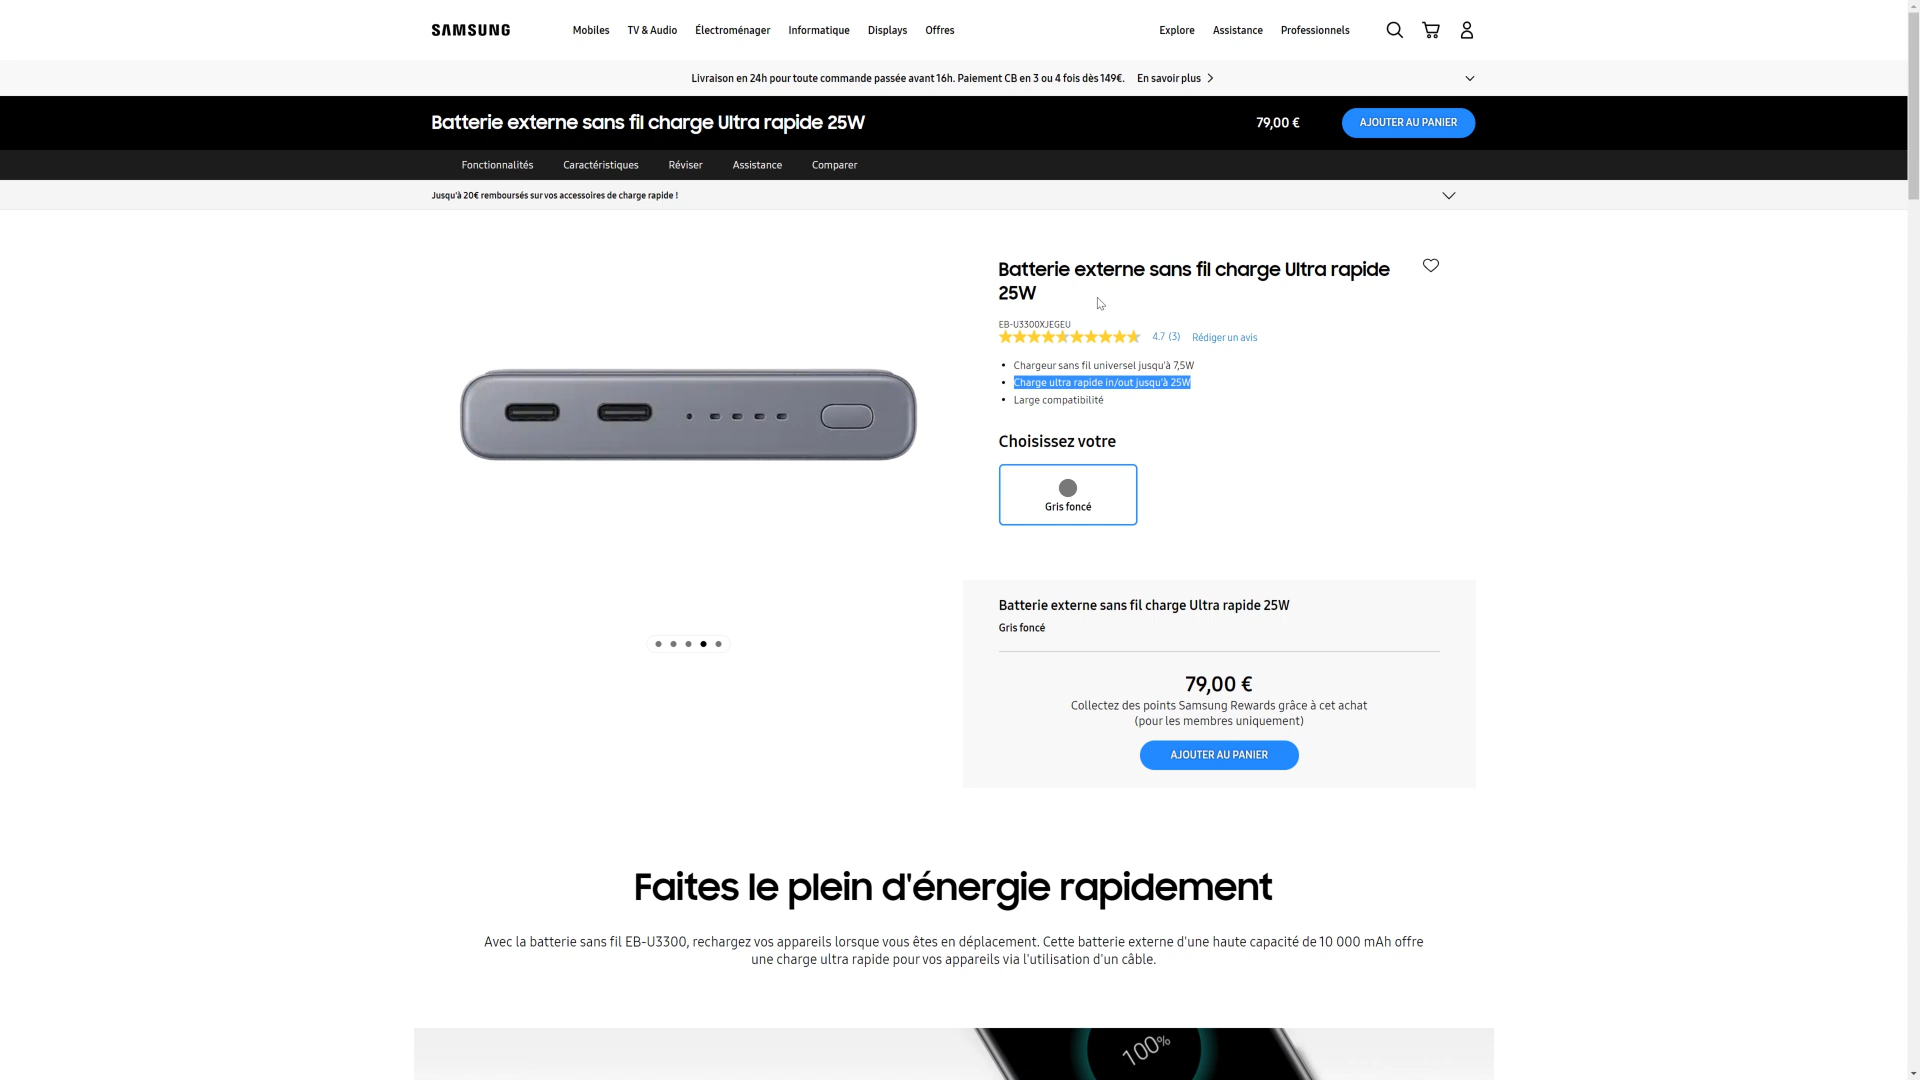 SAMSUNG
Mobiles
TV & Audio
Électroménager
Informatique
Displays
Offres
Explore
Assistance
Professionnels
Livraison en 24h pour toute commande passée avant 16h. Paiement CB en 3 ou 4 fois dès 149€. En savoir plus
Batterie externe sans fil charge Ultra rapide 25W
79,00 €
AJOUTER AU PANIER
Fonctionnalités
Caractéristiques
Réviser
Assistance
Comparer
Jusqu'à 20€ remboursés sur vos accessoires de charge rapide !
Batterie externe sans fil charge Ultra rapide
25W
EB-U3300XJEGEU
4.7 (3) Rédiger un avis
Chargeur sans fil universel jusqu'à 7,5W
Charge ultra rapide in/out jusqu'à 25W
Large compatibilité
Choisissez votre
Gris foncé
Batterie externe sans fil charge Ultra rapide 25W
Gris foncé
79,00 €
Collectez des points Samsung Rewards grâce à cet achat
(pour les membres uniquement)
AJOUTER AU PANIER
Faites le plein d'énergie rapidement
Avec la batterie sans fil EB-U3300, rechargez vos appareils lorsque vous êtes en déplacement. Cette batterie externe d'une haute capacité de 10 000 mAh offre
une charge ultra rapide pour vos appareils via l'utilisation d'un câble.
100%